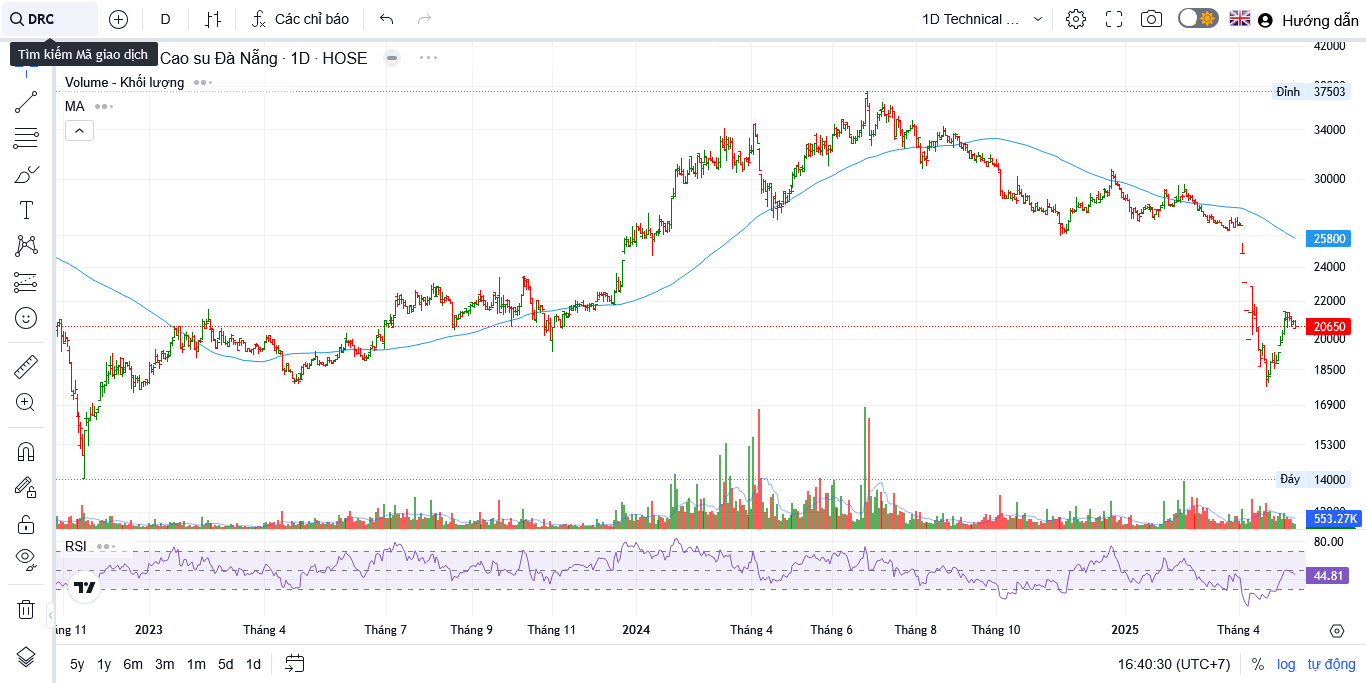 DRC
D
Các chỉ báo
1D Technical ...
Hướng dẫn
Tìm kiếm Mã giao dịch
Cao su Đà Nẵng · 1D · HOSE
Volume - Khối lượng
MA
42000
Đỉnh 37503
34000
30000
25800
24000
22000
20650
20000
18500
16900
15300
Đáy 14000
553.27K
RSI
80.00
44.81
ng 11
2023
Tháng 4
Tháng 7
Tháng 9
Tháng 11
2024
Tháng 4
Tháng 6
Tháng 8
Tháng 10
2025
Tháng 4
5y 1y 6m 3m 1m 5d 1d
16:40:30 (UTC+7)
%
log
tự động